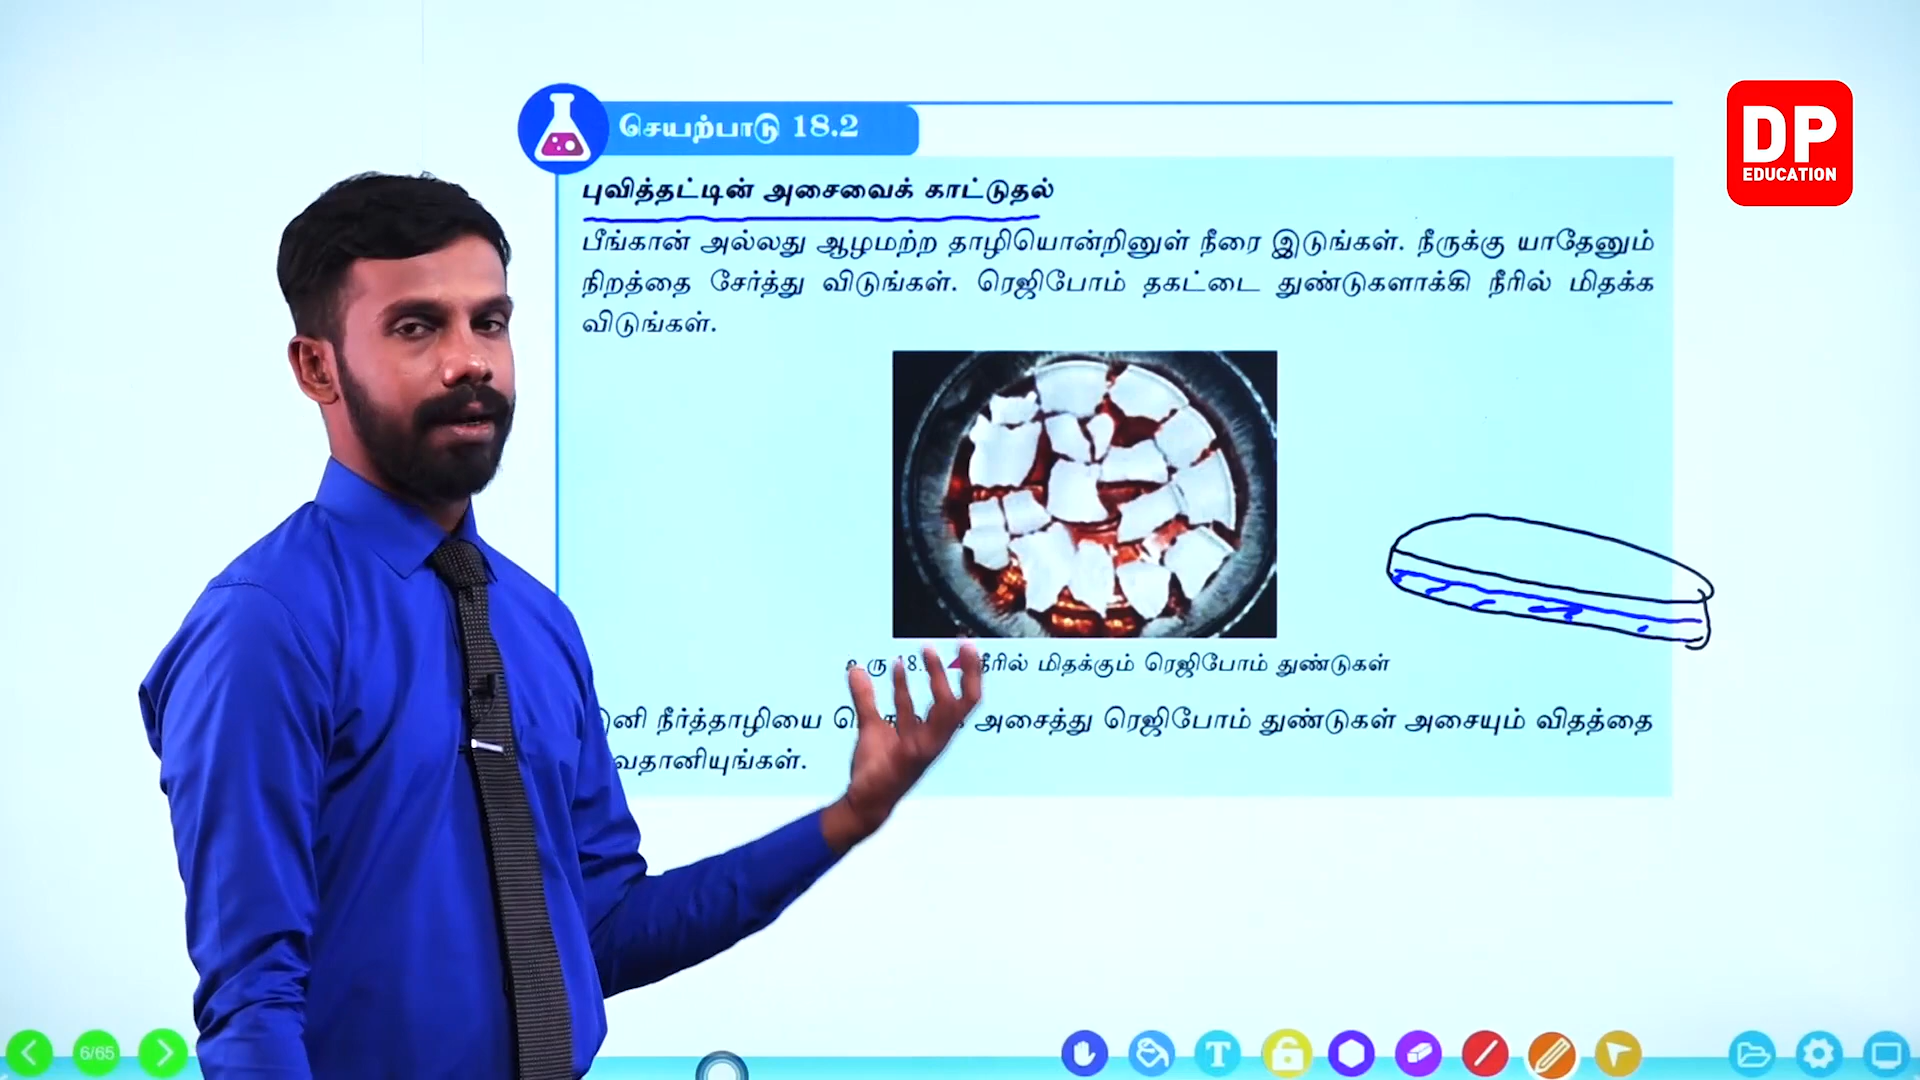 செயற்பாடு 18.2
DP
EDUCATION
புவித்தட்டின் அசைவைக் காட்டுதல்
பீங்கான் அல்லது ஆழமற்ற தாழியொன்றினுள் நீரை இடுங்கள். நீருக்கு யாதேனும்
நிறத்தை சேர்த்து விடுங்கள். ரெஜிபோம் தகட்டை துண்டுகளாக்கி நீரில் மிதக்க
விடுங்கள்.
நீரில் மிதக்கும் ரெஜிபோம் துண்டுகள்
நீர்த்தாழியை அசைத்து ரெஜிபோம் துண்டுகள் அசையும் விதத்தை
6/65